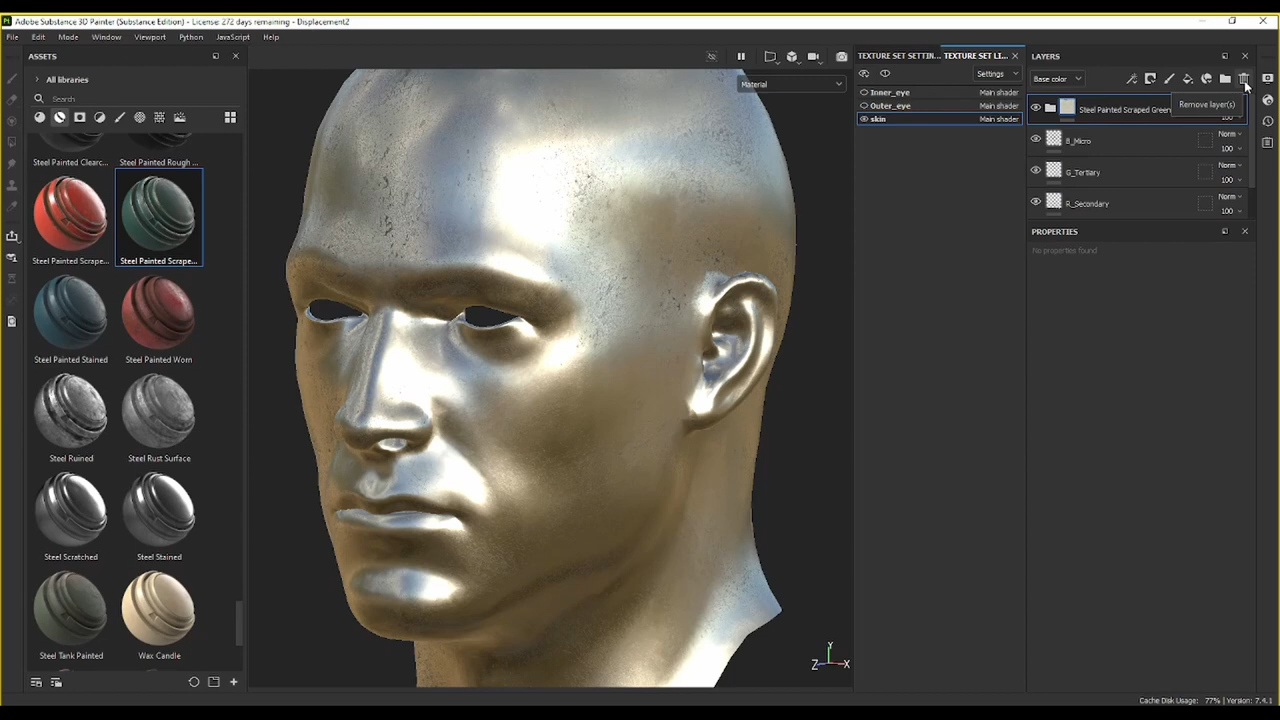 Adobe Substance 3D Painter (Substance Edition) - License: 272 days remaining - Displacement2
File Edit Mode Window Viewport Python JavaScript Help
ASSETS
All libraries
Search
Steel Painted Clearc... Steel Painted Rough ...
Steel Painted Scrape... Steel Painted Scrape...
Steel Painted Stained Steel Painted Worn
Steel Ruined Steel Rust Surface
Steel Scratched Steel Stained
Steel Tank Painted Wax Candle
Material
Z Y X
TEXTURE SET SETTIN... TEXTURE SET LI...
Settings
Inner_eye Main shader
Outer_eye Main shader
skin Main shader
LAYERS
Base color
Remove layer(s)
Steel Painted Scraped Green
100
B_Micro Norm
100
G_Tertiary Norm
100
R_Secondary Norm
100
PROPERTIES
No properties found
Cache Disk Usage: 77% | Version: 7.4.1